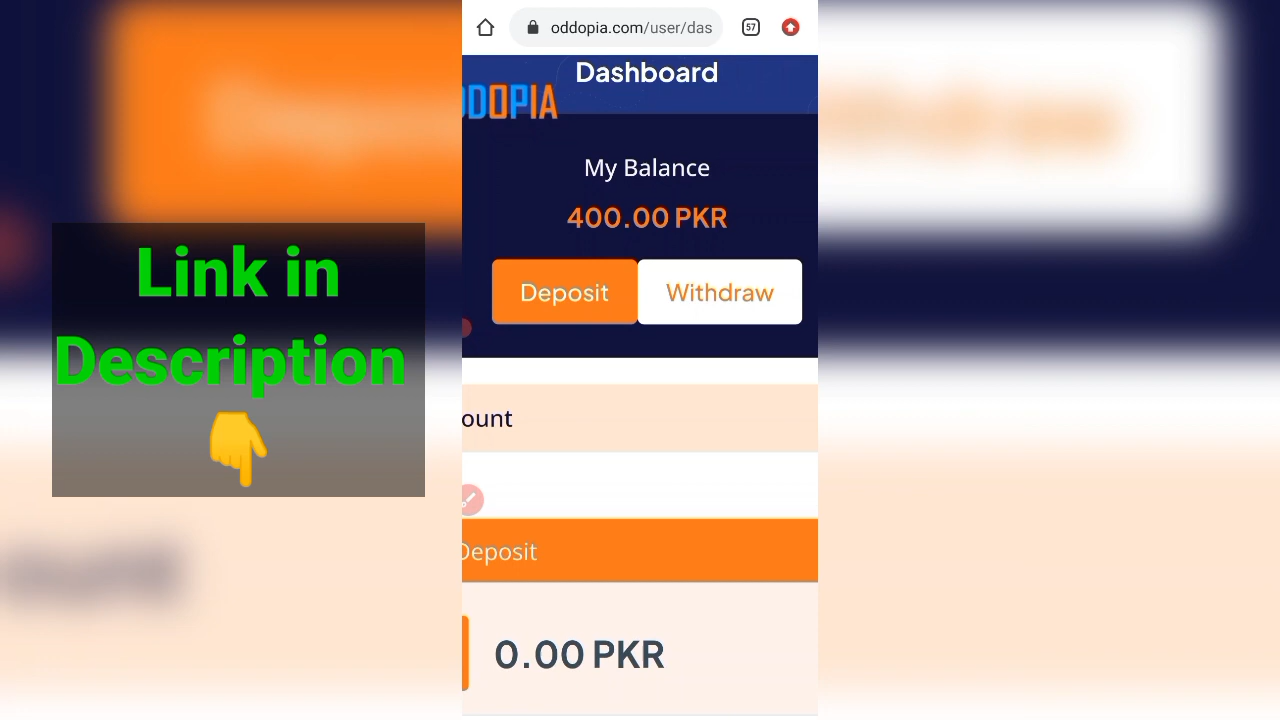 oddopia.com/user/das
57
Dashboard
DDOPIA
My Balance
400.00 PKR
Deposit
Withdraw
Link in
Description
👇
ount
Deposit
0.00 PKR